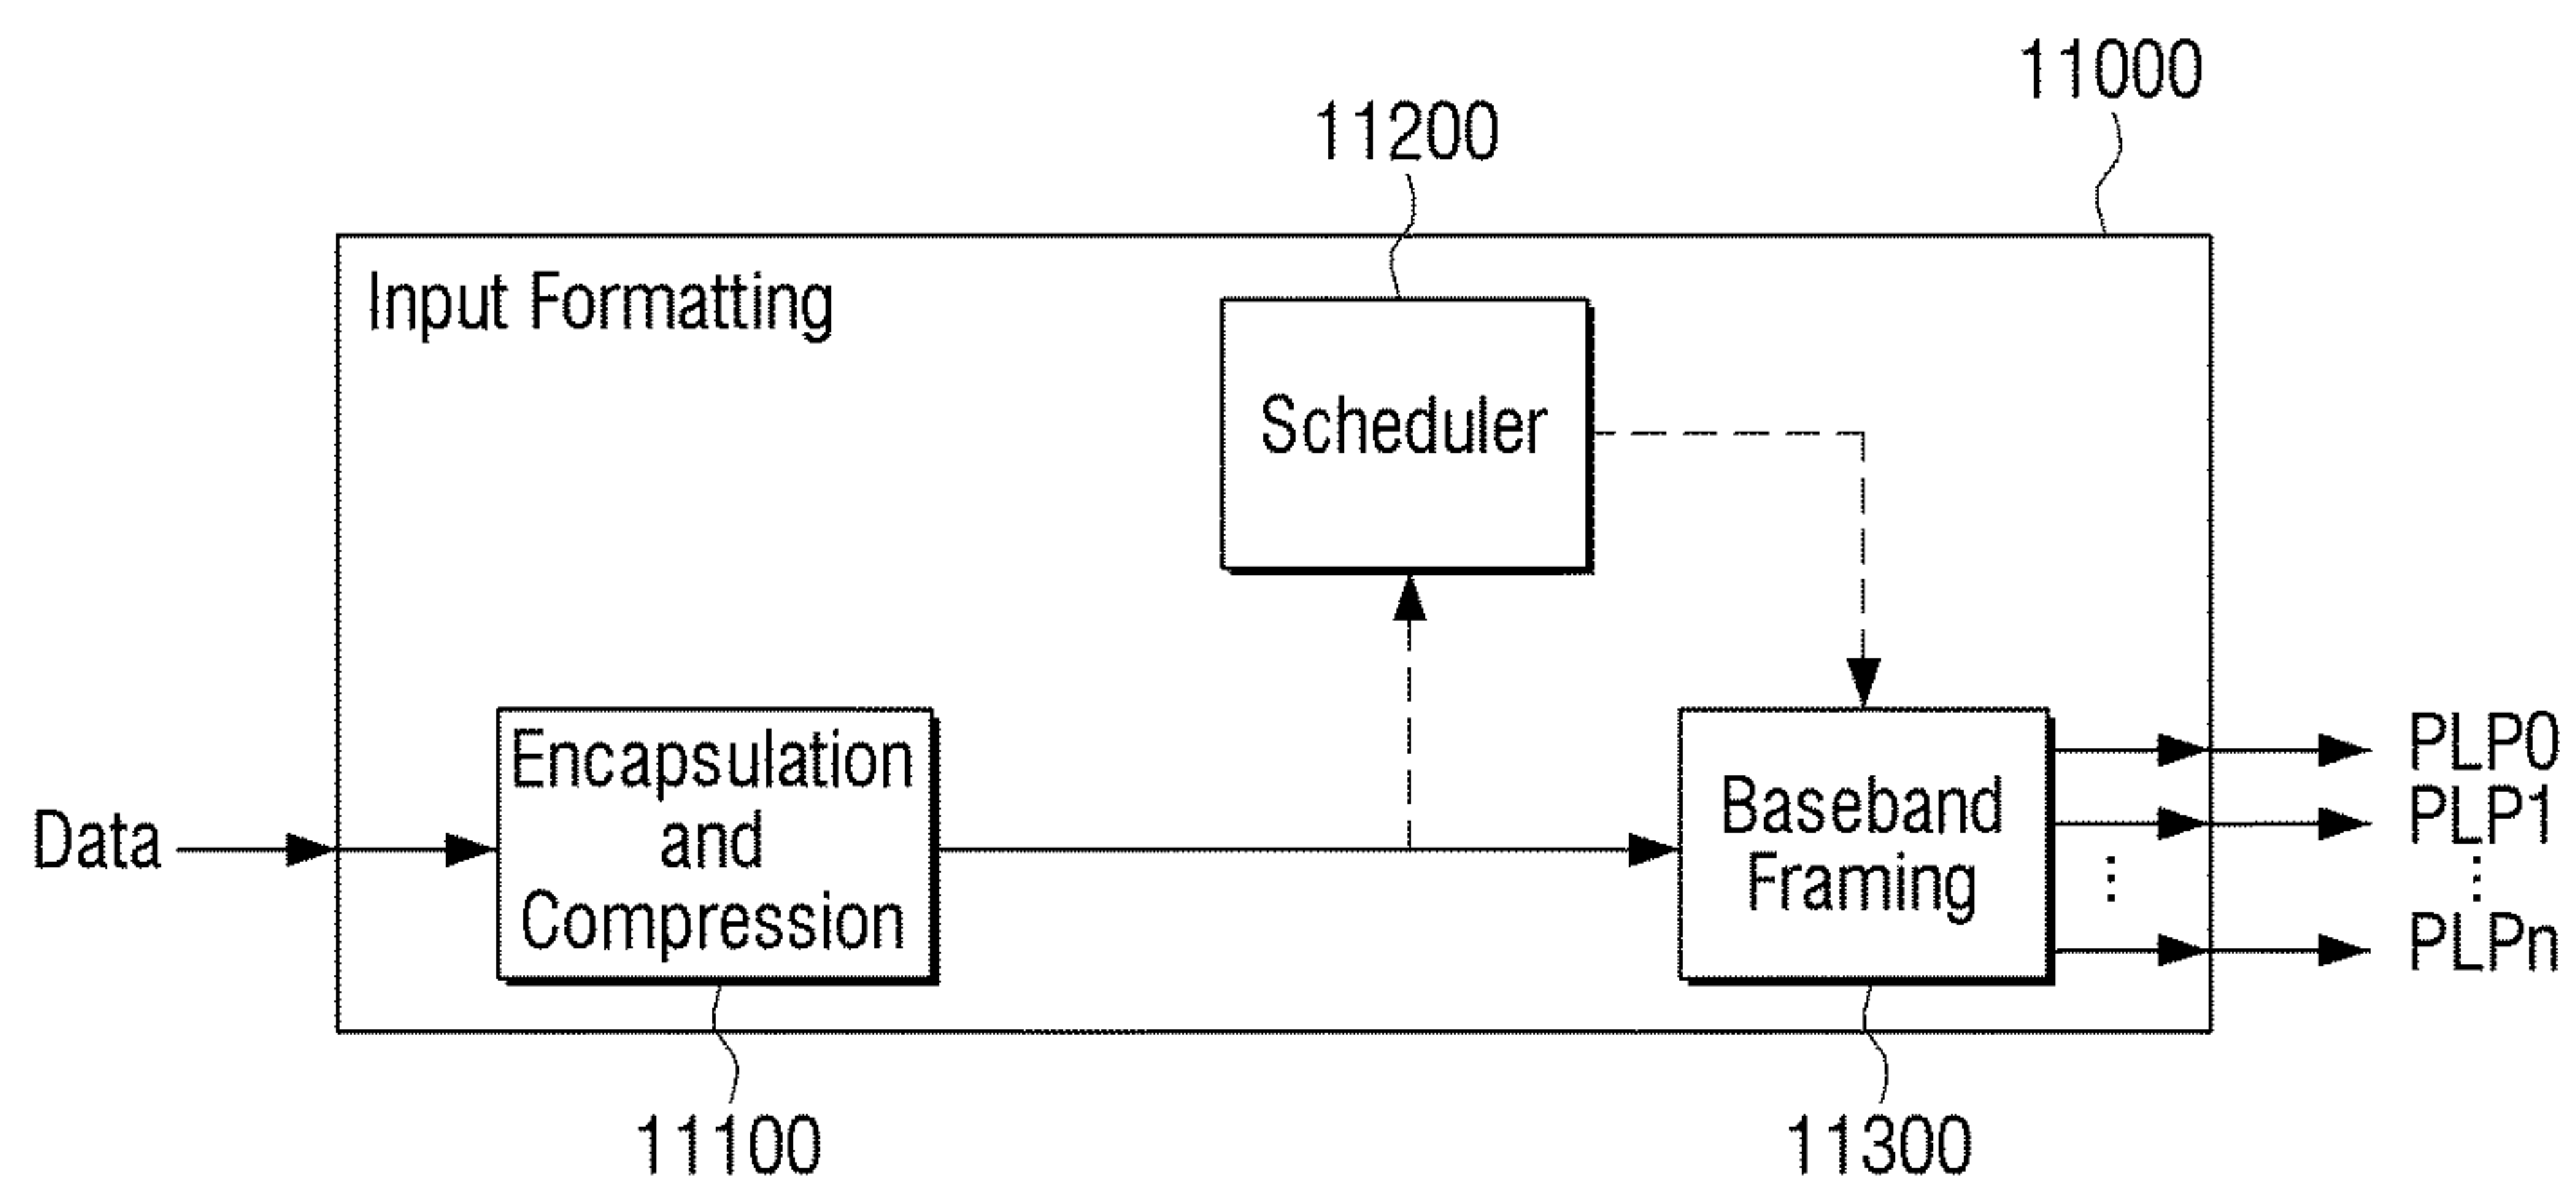 11000
11200
Input Formatting
Scheduler
Encapsulation
and
Compression
Data
Baseband
Framing
PLP0
PLP1
⋮
⋮
PLPn
11100
11300